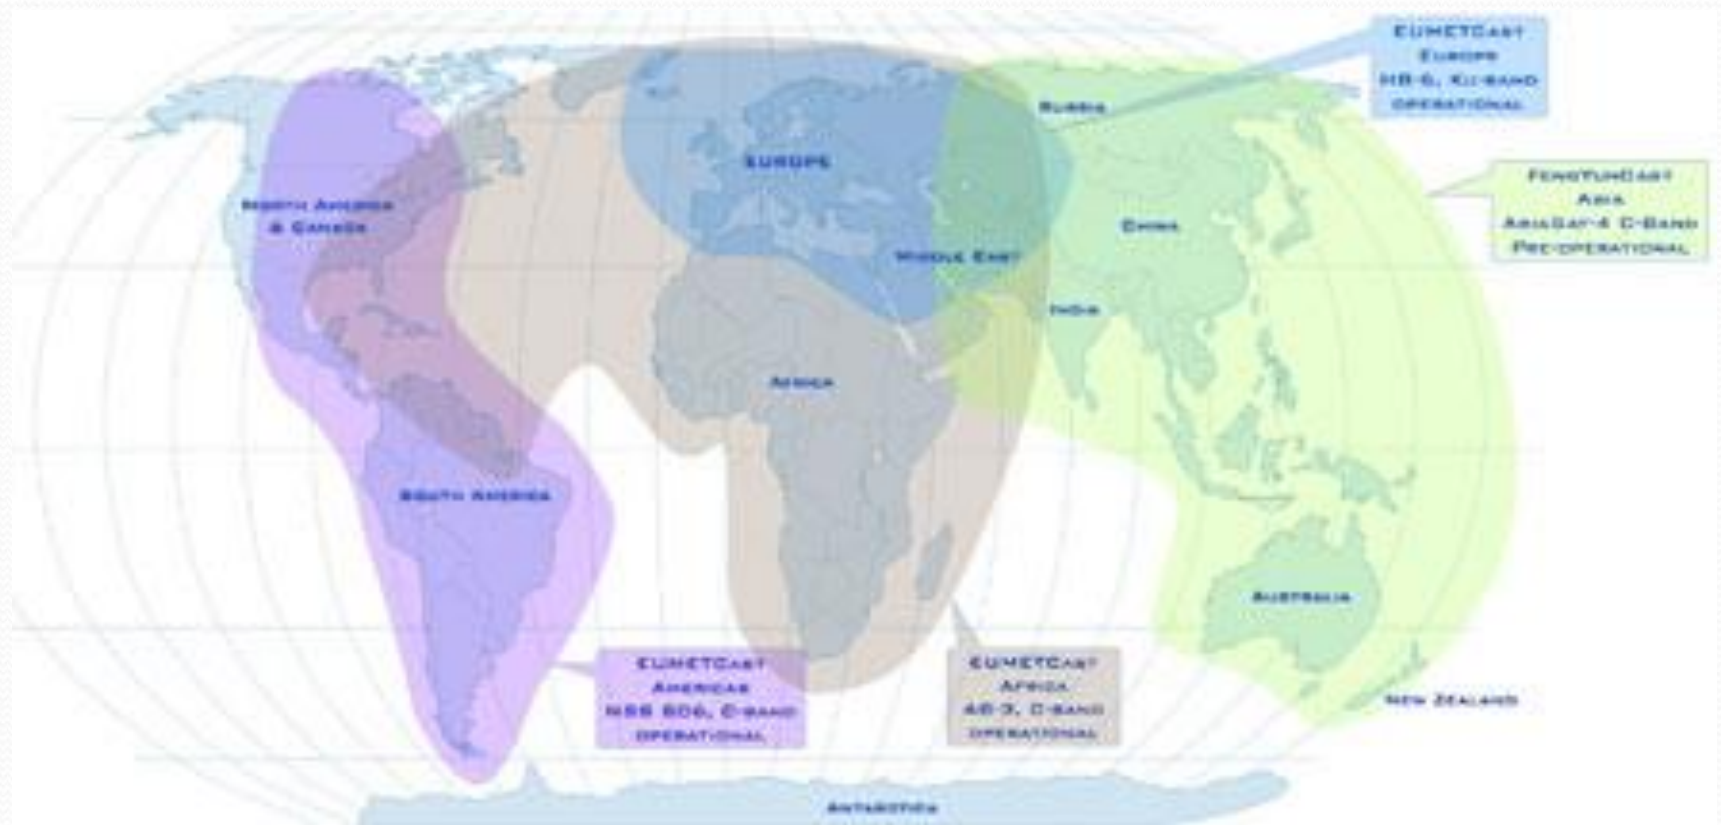 EUMETCast
Europe
HB-6, Ku-band
operational
Russia
FengYunCast
Asia
AsiaSat-4 C-Band
Pre-operational
Europe
North America
& Canada
China
Middle East
India
Africa
South America
Australia
EUMETCast
Americas
NSS 806, C-band
operational
EUMETCast
Africa
AB-3, C-band
operational
New Zealand
Antarctica